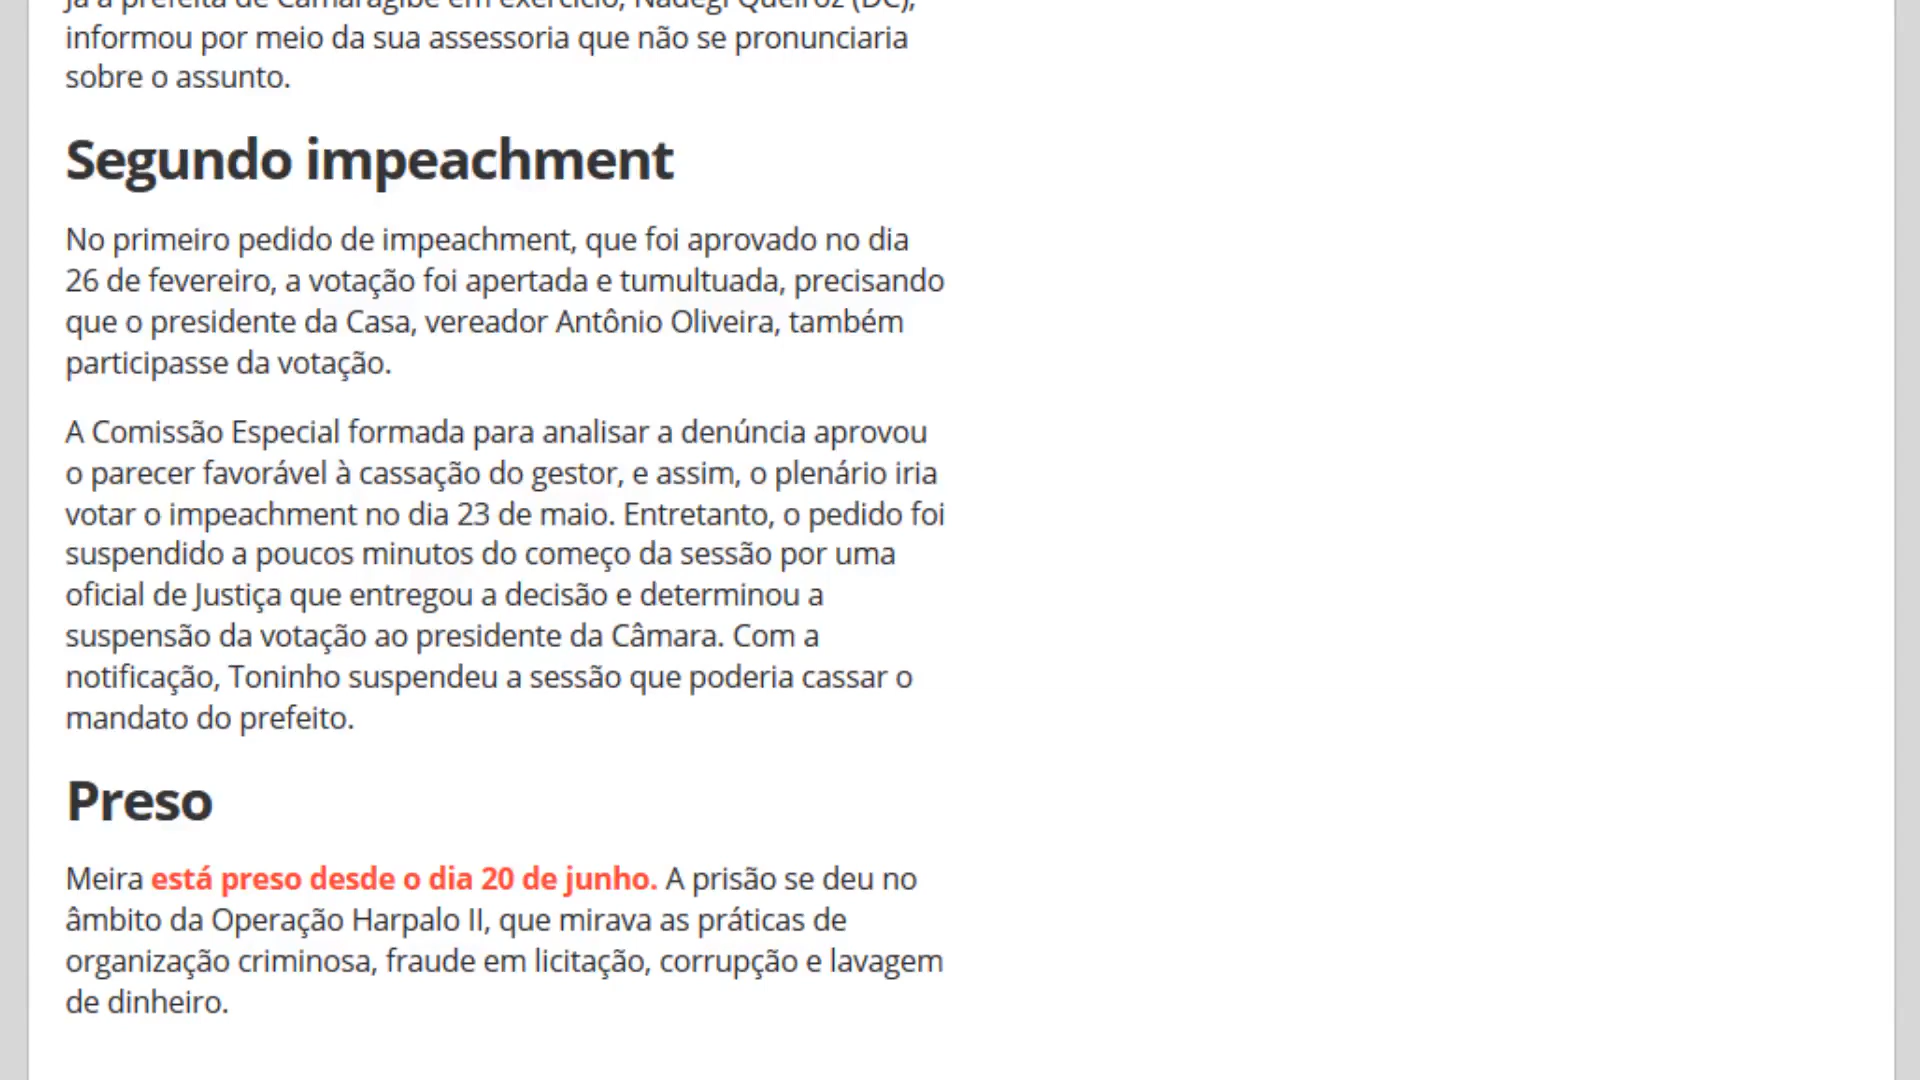 Já a prefeita de Camaragibe em exercício, Nadegi Queiroz (DC),
informou por meio da sua assessoria que não se pronunciaria
sobre o assunto.
Segundo impeachment
No primeiro pedido de impeachment, que foi aprovado no dia
26 de fevereiro, a votação foi apertada e tumultuada, precisando
que o presidente da Casa, vereador Antônio Oliveira, também
participasse da votação.
A Comissão Especial formada para analisar a denúncia aprovou
o parecer favorável à cassação do gestor, e assim, o plenário iria
votar o impeachment no dia 23 de maio. Entretanto, o pedido foi
suspendido a poucos minutos do começo da sessão por uma
oficial de Justiça que entregou a decisão e determinou a
suspensão da votação ao presidente da Câmara. Com a
notificação, Toninho suspendeu a sessão que poderia cassar o
mandato do prefeito.
Preso
Meira está preso desde o dia 20 de junho. A prisão se deu no
âmbito da Operação Harpalo II, que mirava as práticas de
organização criminosa, fraude em licitação, corrupção e lavagem
de dinheiro.